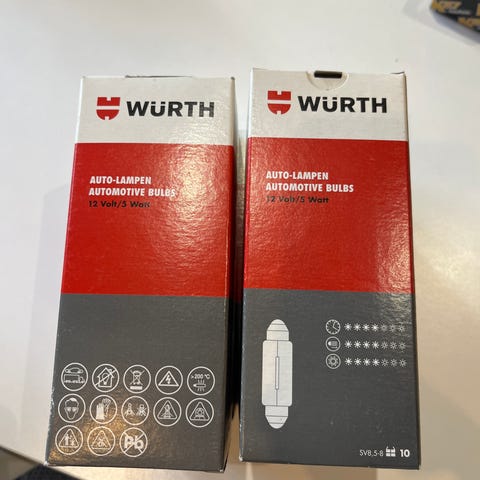 WÜRTH
AUTO-LAMPEN
AUTOMOTIVE BULBS
12 Volt/5 Watt
>200 °C
Pb
WÜRTH
AUTO-LAMPEN
AUTOMOTIVE BULBS
12 Volt/5 Watt
SV8,5-8 10